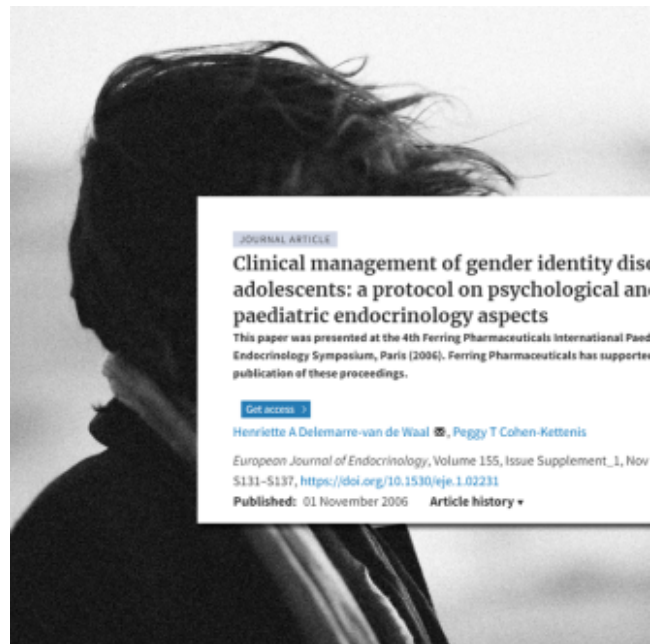 JOURNAL ARTICLE
Clinical management of gender identity diso
adolescents: a protocol on psychological and
paediatric endocrinology aspects
This paper was presented at the 4th Ferring Pharmaceuticals International Paed
Endocrinology Symposium, Paris (2006). Ferring Pharmaceuticals has supported
publication of these proceedings.
Get access >
Henriette A Delemarre-van de Waal ✉, Peggy T Cohen-Kettenis
European Journal of Endocrinology, Volume 155, Issue Supplement_1, Nov
S131–S137, https://doi.org/10.1530/eje.1.02231
Published: 01 November 2006 Article history ▾